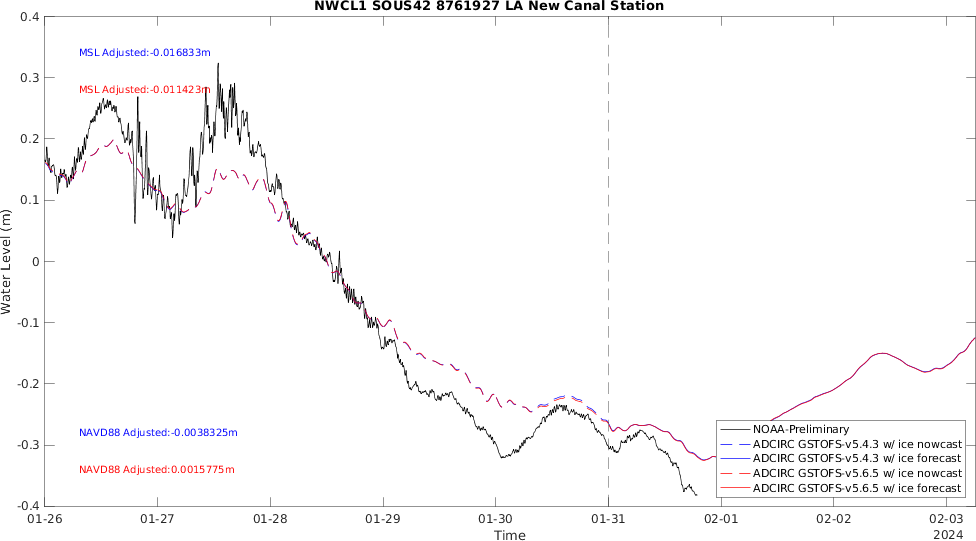 NWCL1 SOUS42 8761927 LA New Canal Station
0.4
0.3
0.2
0.1
0
-0.1
-0.2
-0.3
-0.4
Water Level (m)
MSL Adjusted:-0.016833m
MSL Adjusted:-0.011423m
NAVD88 Adjusted:-0.0038325m
NAVD88 Adjusted:0.0015775m
NOAA-Preliminary
ADCIRC GSTOFS-v5.4.3 w/ ice nowcast
ADCIRC GSTOFS-v5.4.3 w/ ice forecast
ADCIRC GSTOFS-v5.6.5 w/ ice nowcast
ADCIRC GSTOFS-v5.6.5 w/ ice forecast
01-26 01-27 01-28 01-29 01-30 01-31 02-01 02-02 02-03
Time
2024